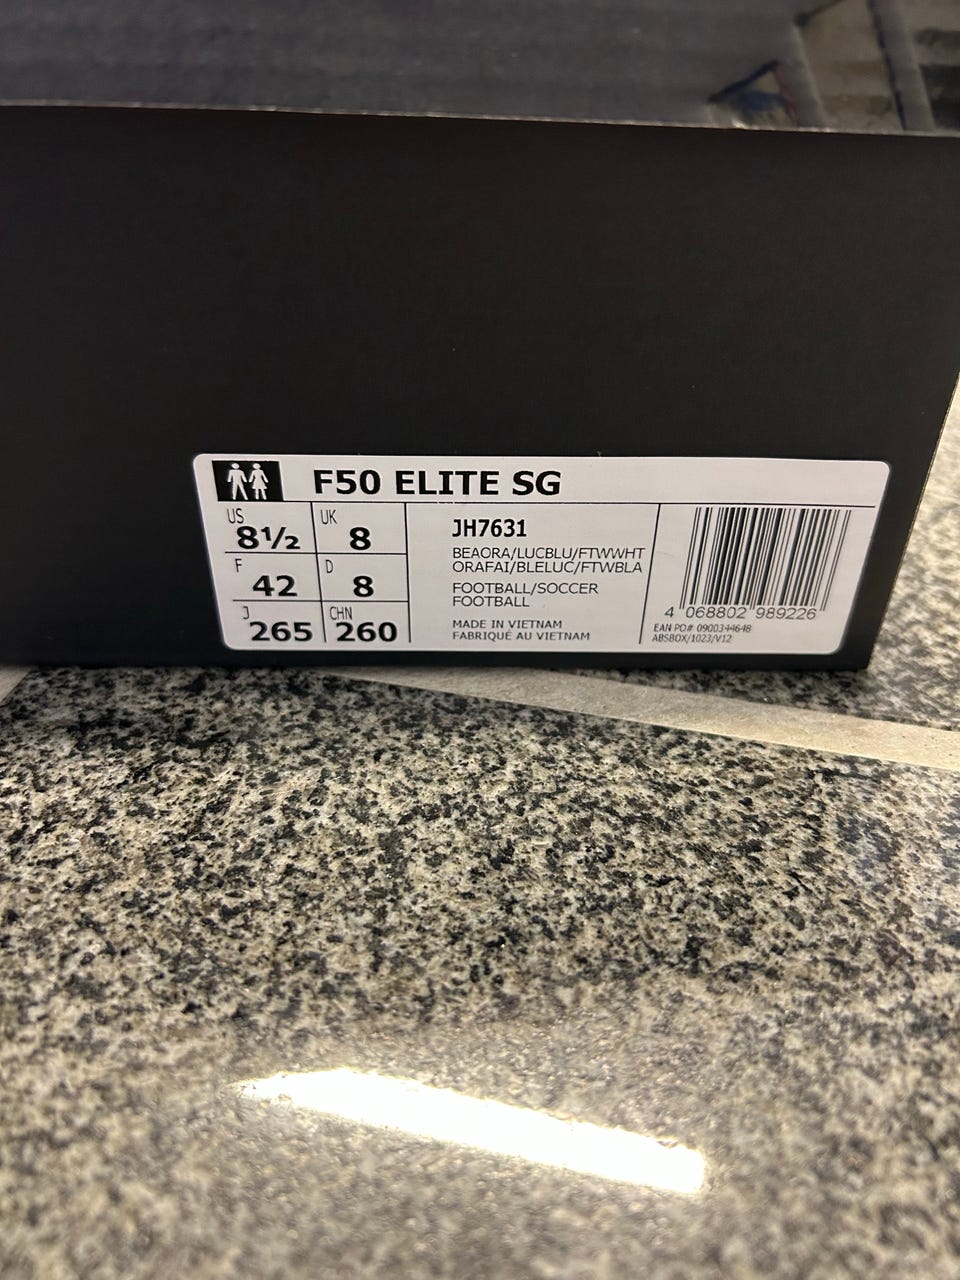 F50 ELITE SG
US 8½ UK 8
F 42 D 8
J 265 CHN 260
JH7631
BEAORA/LUCBLU/FTWWHT
ORAFAI/BLELUC/FTWBLA
FOOTBALL/SOCCER
FOOTBALL
MADE IN VIETNAM
FABRIQUÉ AU VIETNAM
4 068802 989226
EAN PO# 0900344648
ABSBOX/1023/V12